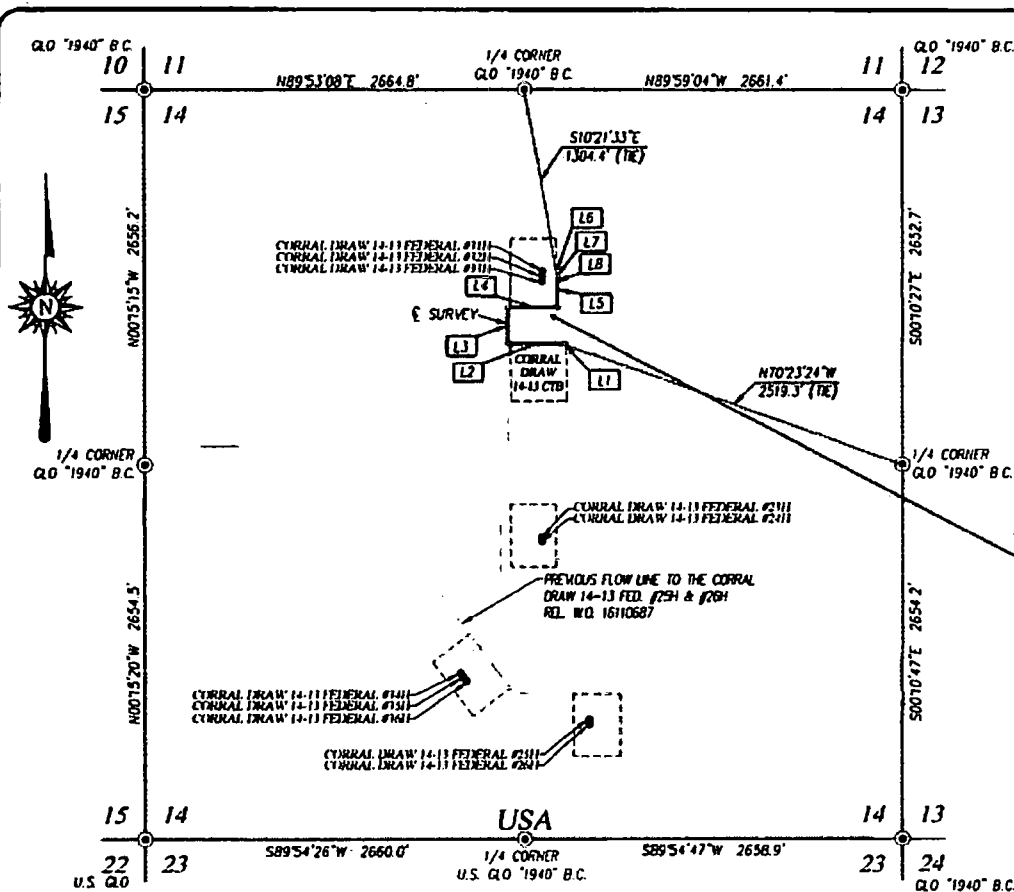 GLO "1940" B.C.
10 11
15 14
N89°53'08"E 2664.8'
1/4 CORNER
GLO "1940" B.C.
N89°59'04"W 2661.4'
GLO "1940" B.C.
11 12
14 13
S10°21'33"E
1304.4' (TIE)
N
N00°15'15"W 2656.2'
S00°10'27"E 2652.7'
CORRAL DRAW 14-13 FEDERAL #31H
CORRAL DRAW 14-13 FEDERAL #32H
CORRAL DRAW 14-13 FEDERAL #33H
L6
L7
L8
L4
L5
℄ SURVEY
L3
L2
L1
CORRAL
DRAW
14-13 CTB
N70°23'24"W
2519.3' (TIE)
1/4 CORNER
GLO "1940" B.C.
1/4 CORNER
GLO "1940" B.C.
CORRAL DRAW 14-13 FEDERAL #23H
CORRAL DRAW 14-13 FEDERAL #24H
PREVIOUS FLOW LINE TO THE CORRAL
DRAW 14-13 FED. #25H & #26H
REL. W.O. 16110687
N00°15'20"W 2654.5'
S00°10'47"E 2654.2'
CORRAL DRAW 14-13 FEDERAL #34H
CORRAL DRAW 14-13 FEDERAL #35H
CORRAL DRAW 14-13 FEDERAL #36H
CORRAL DRAW 14-13 FEDERAL #25H
CORRAL DRAW 14-13 FEDERAL #26H
15 14
22 23
U.S. GLO
S89°54'26"W 2660.0'
USA
1/4 CORNER
U.S. GLO "1940" B.C.
S89°54'47"W 2658.9'
14 13
23 24
GLO "1940" B.C.